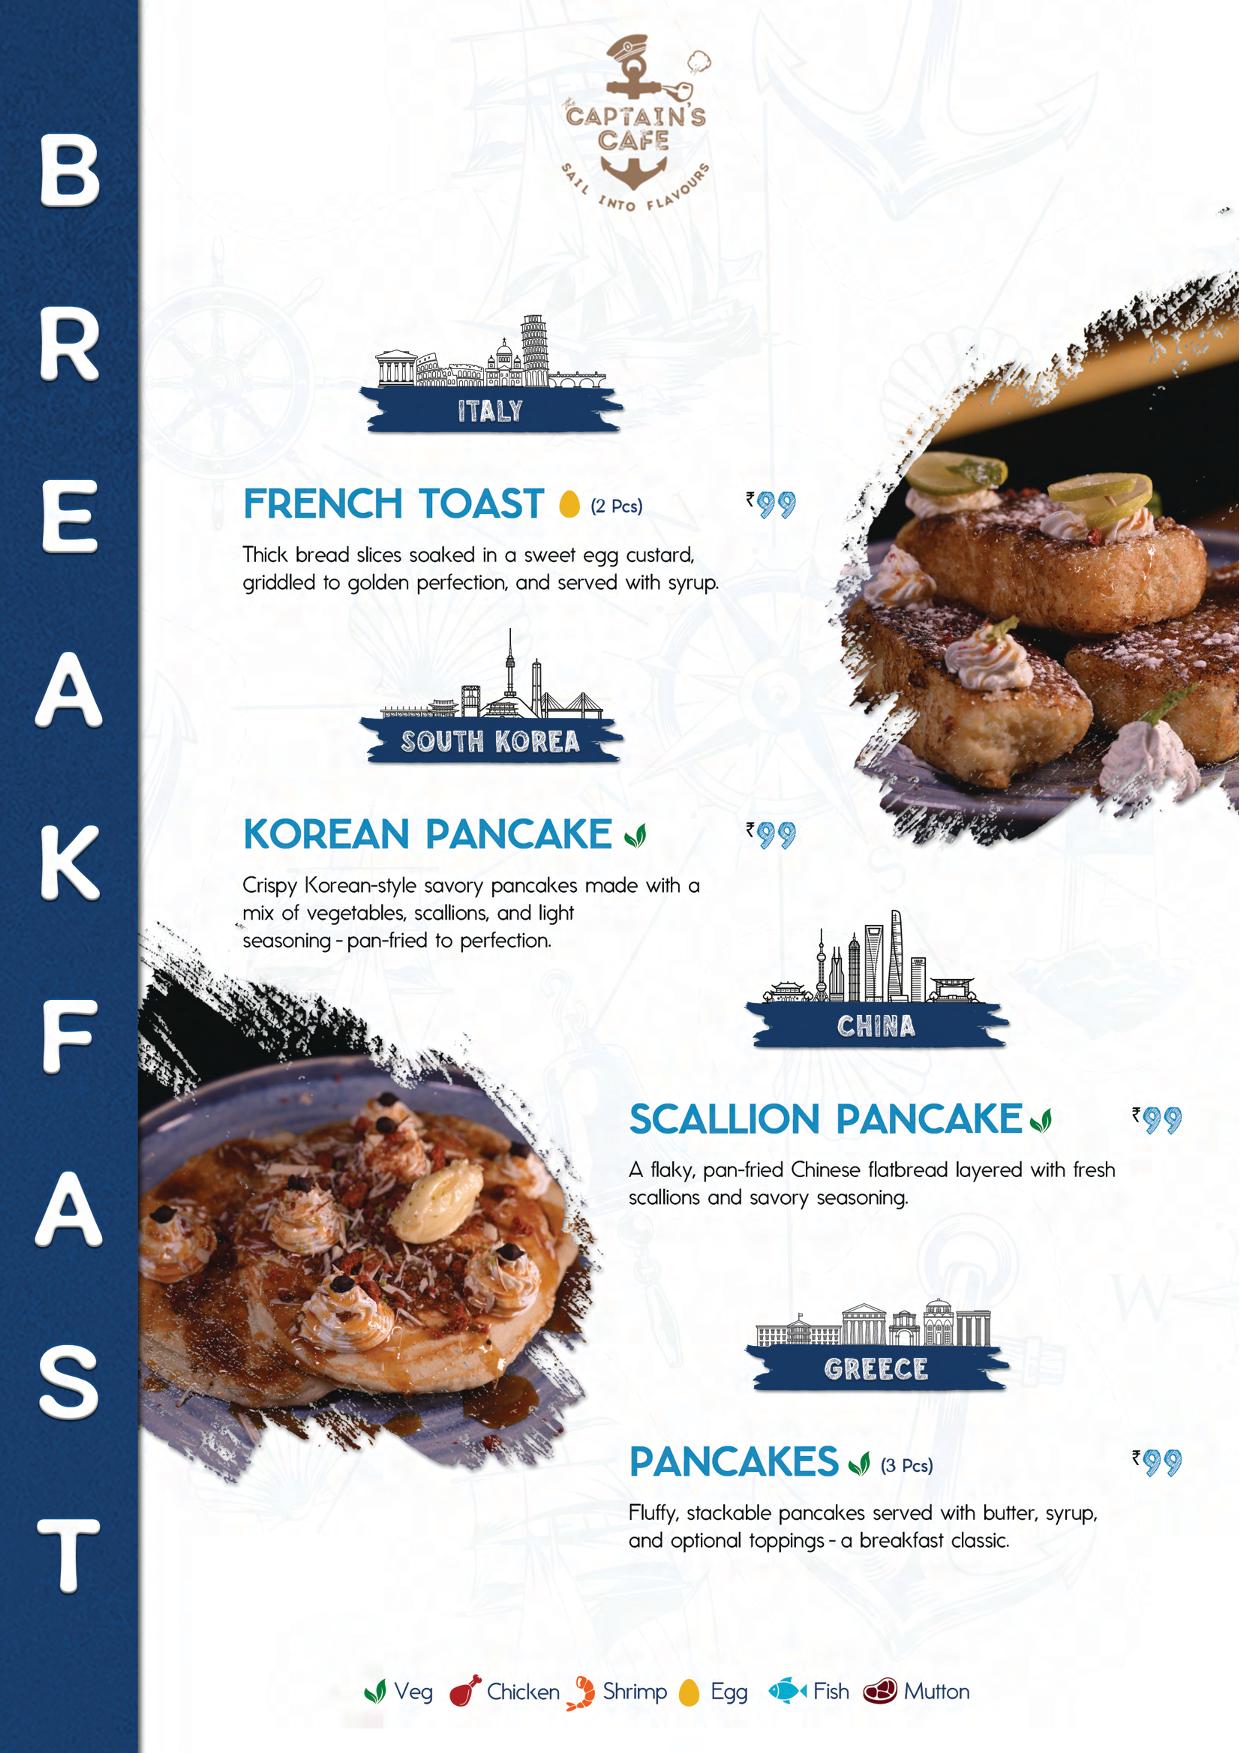 The
CAPTAIN'S
CAFE
SAIL INTO FLAVOURS
BREAKFAST
ITALY
FRENCH TOAST (2 Pcs) ₹99
Thick bread slices soaked in a sweet egg custard,
griddled to golden perfection, and served with syrup.
SOUTH KOREA
KOREAN PANCAKE ₹99
Crispy Korean-style savory pancakes made with a
mix of vegetables, scallions, and light
seasoning - pan-fried to perfection.
CHINA
SCALLION PANCAKE ₹99
A flaky, pan-fried Chinese flatbread layered with fresh
scallions and savory seasoning.
GREECE
PANCAKES (3 Pcs) ₹99
Fluffy, stackable pancakes served with butter, syrup,
and optional toppings - a breakfast classic.
Veg Chicken Shrimp Egg Fish Mutton
S
W